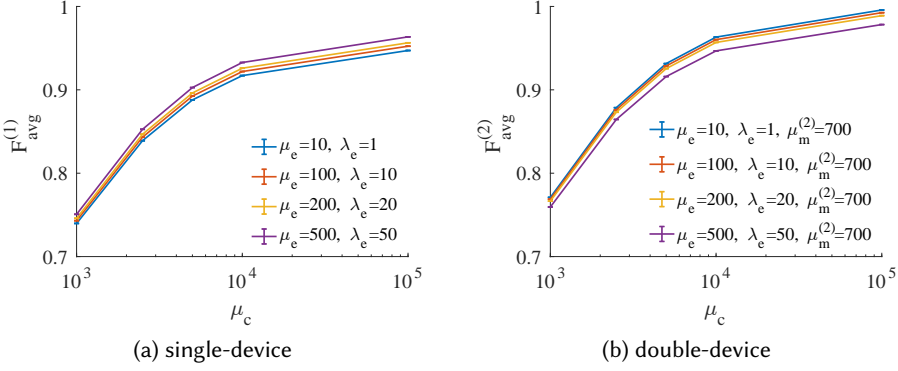 1
0.9
0.8
0.7
F_avg^(1)
μ_e=10, λ_e=1
μ_e=100, λ_e=10
μ_e=200, λ_e=20
μ_e=500, λ_e=50
10^3
10^4
10^5
μ_c
(a) single-device
1
0.9
0.8
0.7
F_avg^(2)
μ_e=10, λ_e=1, μ_m^(2)=700
μ_e=100, λ_e=10, μ_m^(2)=700
μ_e=200, λ_e=20, μ_m^(2)=700
μ_e=500, λ_e=50, μ_m^(2)=700
10^3
10^4
10^5
μ_c
(b) double-device